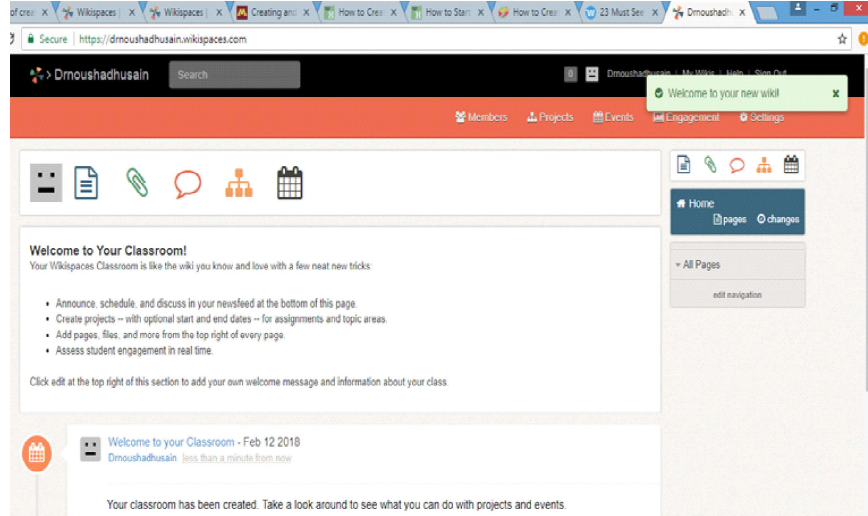 of crea
Wikispaces |
Wikispaces |
Creating and
How to Crea
How to Start
How to Crea
23 Must See
Drnoushadh
Secure | https://drnoushadhusain.wikispaces.com
> Drnoushadhusain
Search
0
Drnoushadhusain | My Wikis | Help | Sign Out
Welcome to your new wiki!
Members Projects Events Engagement Settings
Home
pages changes
All Pages
edit navigation
Welcome to Your Classroom!
Your Wikispaces Classroom is like the wiki you know and love with a few neat new tricks:
• Announce, schedule, and discuss in your newsfeed at the bottom of this page.
• Create projects -- with optional start and end dates -- for assignments and topic areas.
• Add pages, files, and more from the top right of every page.
• Assess student engagement in real time.
Click edit at the top right of this section to add your own welcome message and information about your class.
Welcome to your Classroom - Feb 12 2018
Drnoushadhusain less than a minute from now
Your classroom has been created. Take a look around to see what you can do with projects and events.